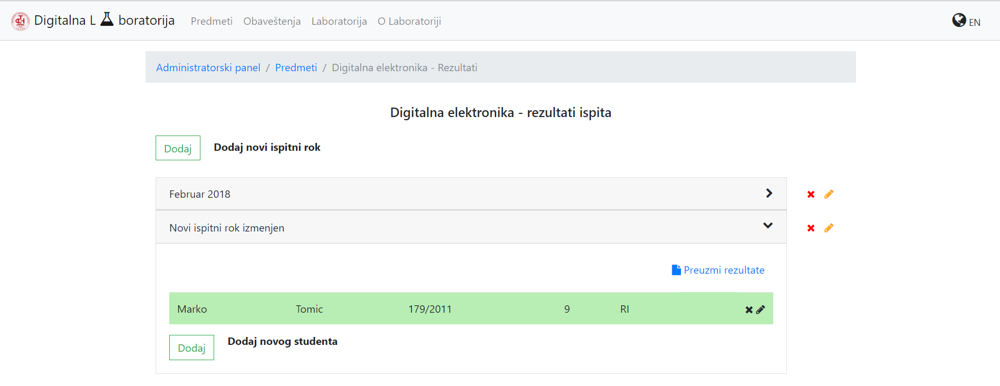 Digitalna L boratorija Predmeti Obaveštenja Laboratorija O Laboratoriji EN
Administratorski panel / Predmeti / Digitalna elektronika - Rezultati
Digitalna elektronika - rezultati ispita
Dodaj Dodaj novi ispitni rok
Februar 2018
Novi ispitni rok izmenjen
Preuzmi rezultate
Marko Tomic 179/2011 9 RI
Dodaj Dodaj novog studenta